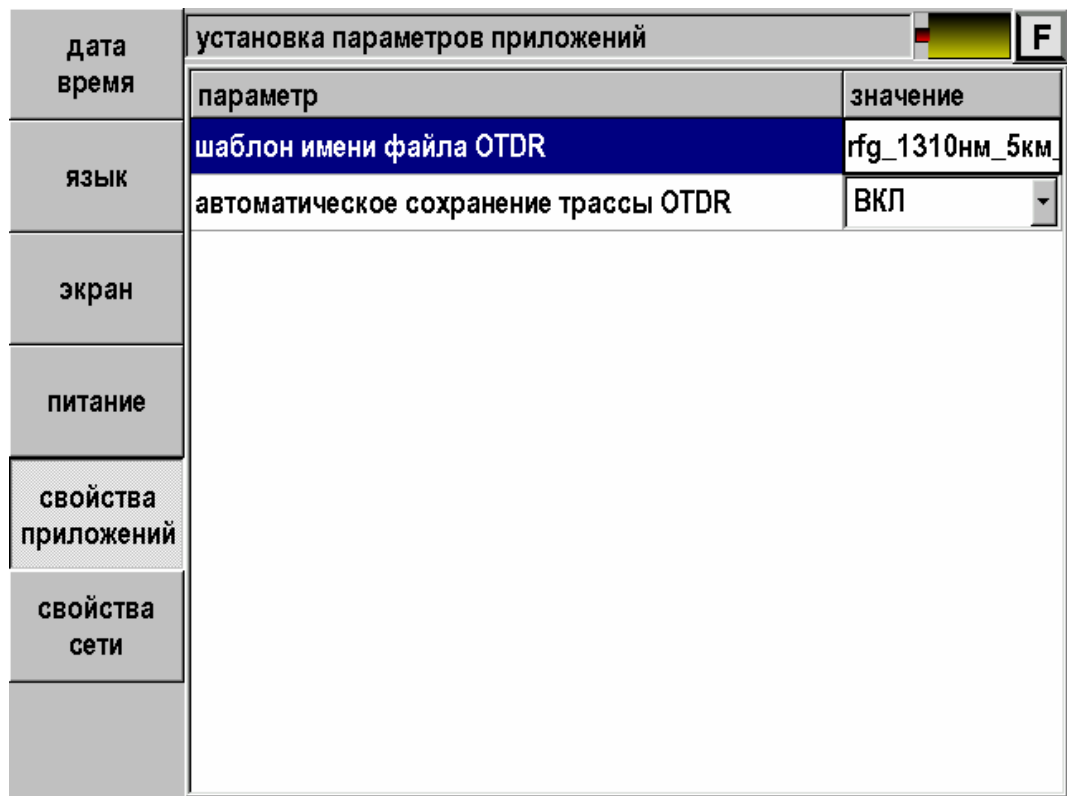 дата
время
язык
экран
питание
свойства
приложений
свойства
сети
установка параметров приложений
F
параметр значение
шаблон имени файла OTDR rfg_1310нм_5км_
автоматическое сохранение трассы OTDR ВКЛ